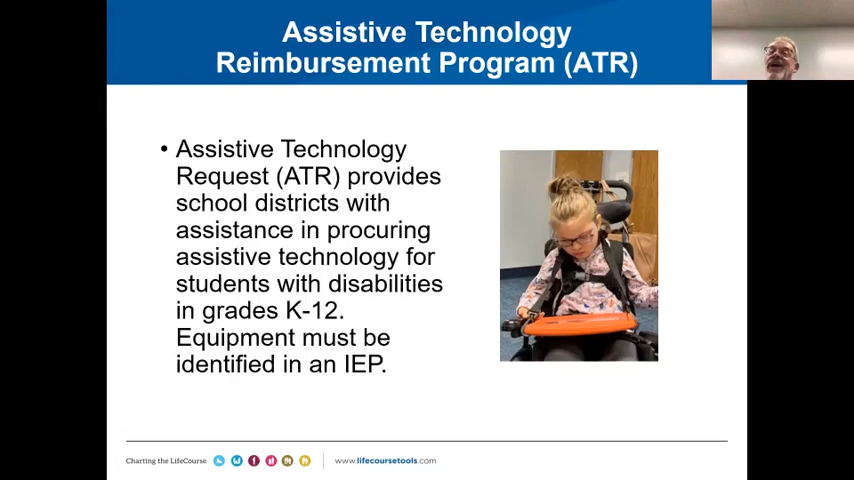 Assistive Technology
Reimbursement Program (ATR)
• Assistive Technology
Request (ATR) provides
school districts with
assistance in procuring
assistive technology for
students with disabilities
in grades K-12.
Equipment must be
identified in an IEP.
Charting the LifeCourse
www.lifecoursetools.com